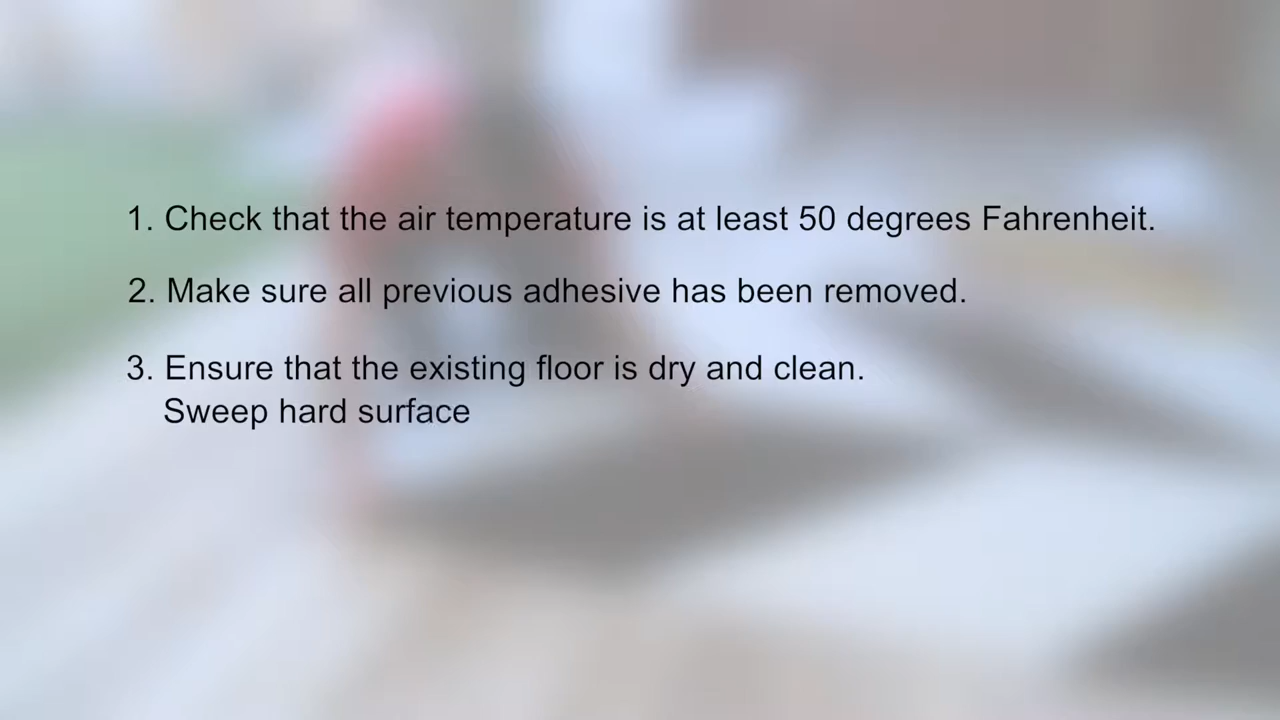 1. Check that the air temperature is at least 50 degrees Fahrenheit.
2. Make sure all previous adhesive has been removed.
3. Ensure that the existing floor is dry and clean.
Sweep hard surface